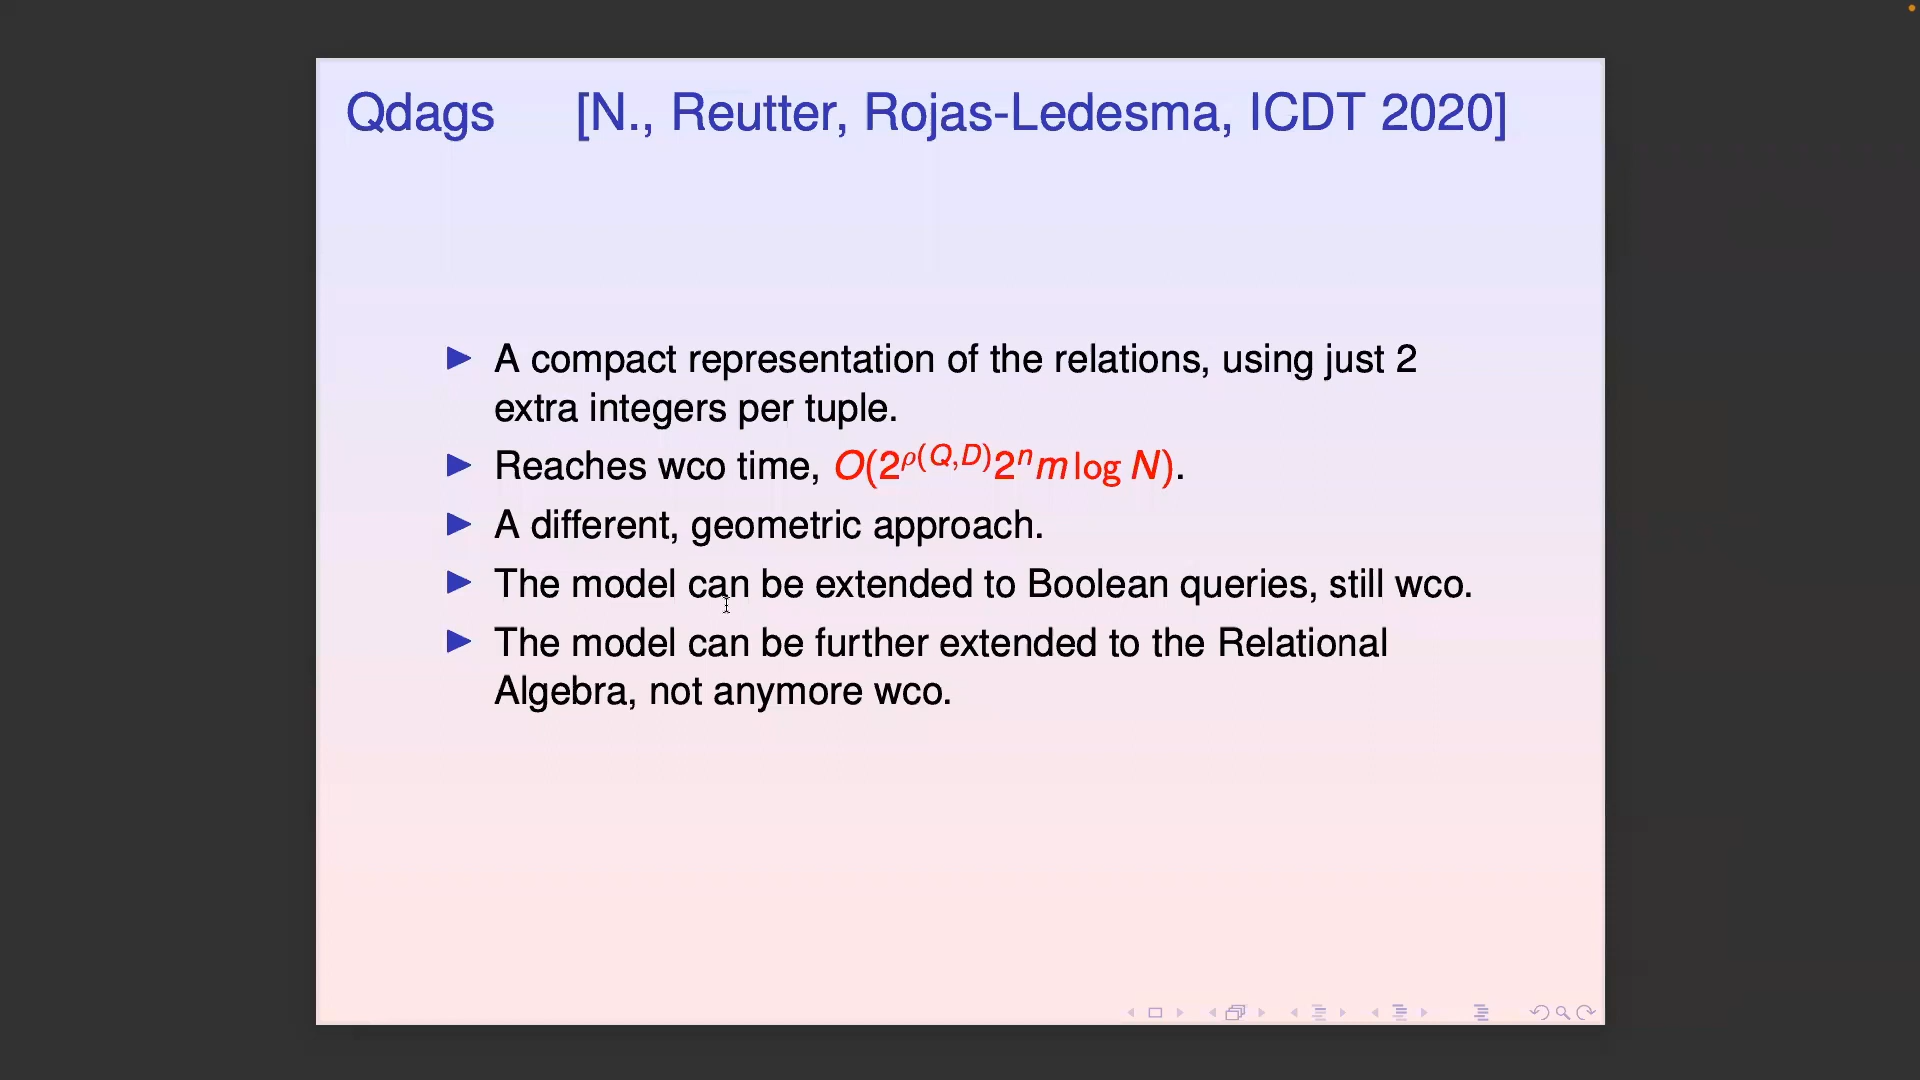 Qdags [N., Reutter, Rojas-Ledesma, ICDT 2020]
▶ A compact representation of the relations, using just 2
extra integers per tuple.
▶ Reaches wco time, O(2^{ρ(Q,D)}2^n m log N).
▶ A different, geometric approach.
▶ The model can be extended to Boolean queries, still wco.
▶ The model can be further extended to the Relational
Algebra, not anymore wco.